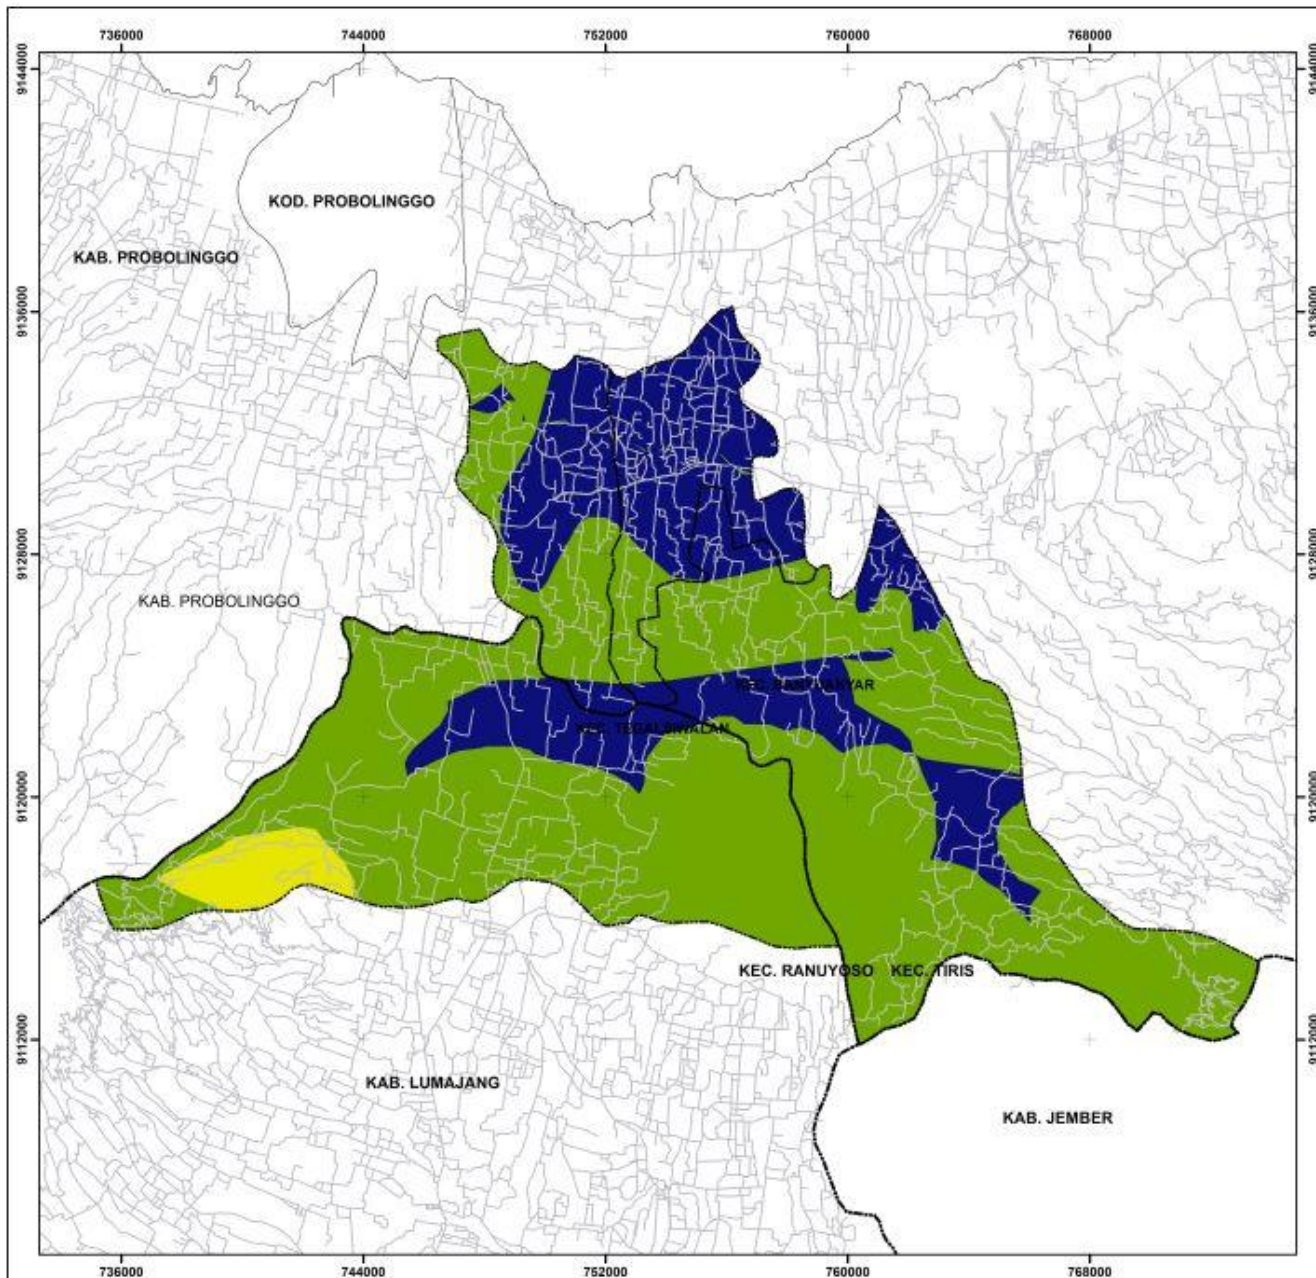 736000 744000 752000 760000 768000
9144000 9144000
KOD. PROBOLINGGO
KAB. PROBOLINGGO
9136000 9136000
9128000 9128000
KAB. PROBOLINGGO
KEC.
KEC. TEGALSIWALAN
9120000 9120000
KEC. RANUYOSO KEC. TIRIS
9112000 9112000
KAB. LUMAJANG
KAB. JEMBER
736000 744000 752000 760000 768000